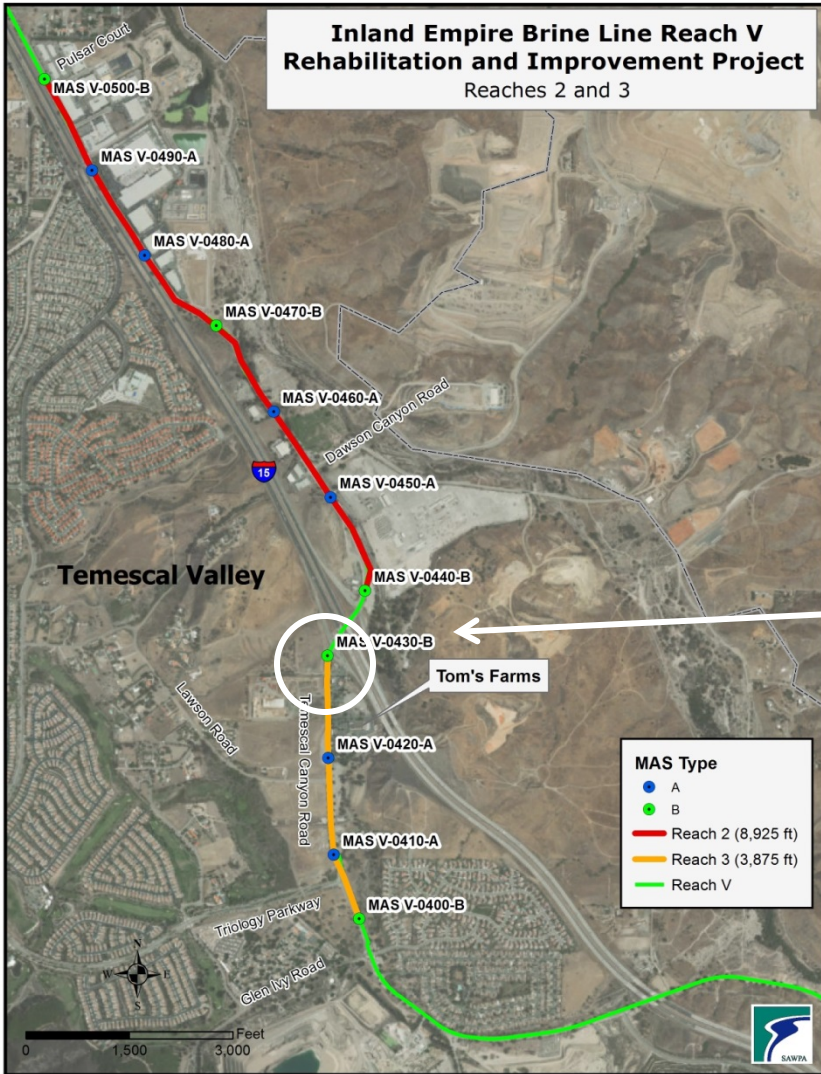 Inland Empire Brine Line Reach V
Rehabilitation and Improvement Project
Reaches 2 and 3
Pulsar Court
MAS V-0500-B
MAS V-0490-A
MAS V-0480-A
MAS V-0470-B
MAS V-0460-A
Dawson Canyon Road
15
MAS V-0450-A
Temescal Valley
MAS V-0440-B
MAS V-0430-B
Tom's Farms
Lawson Road
Temescal Canyon Road
MAS V-0420-A
MAS V-0410-A
MAS V-0400-B
Triology Parkway
Glen Ivy Road
MAS Type
A
B
Reach 2 (8,925 ft)
Reach 3 (3,875 ft)
Reach V
N
W E
S
Feet
0 1,500 3,000
SAWPA